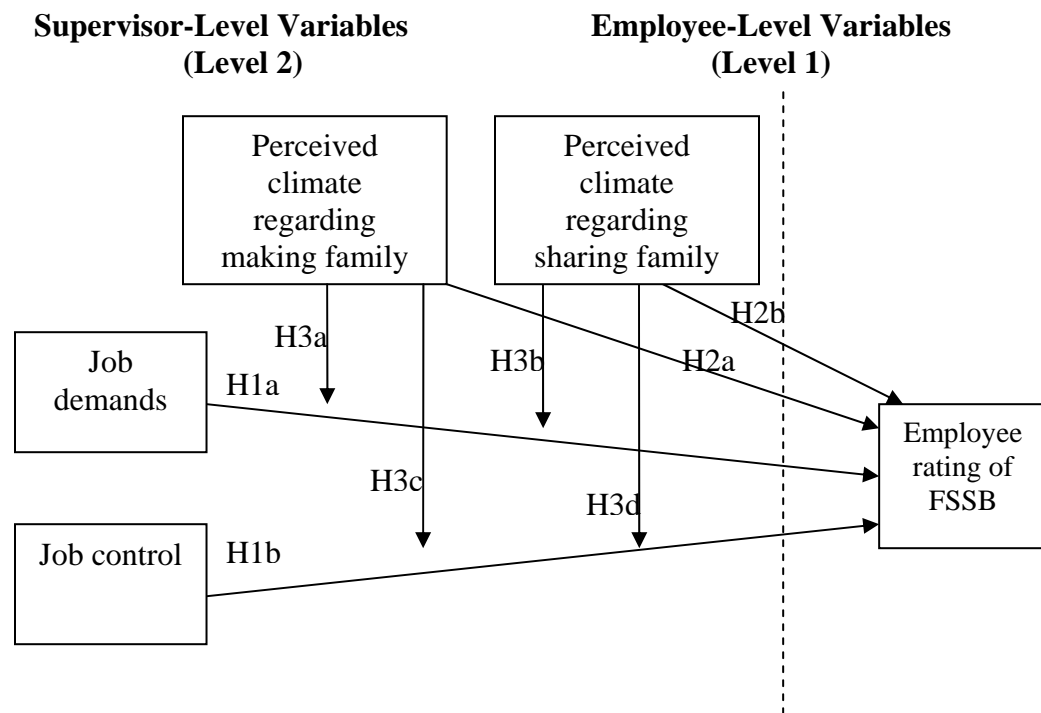 Supervisor-Level Variables
(Level 2)
Employee-Level Variables
(Level 1)
Perceived
climate
regarding
making family
Perceived
climate
regarding
sharing family
H2b
H3a
H3b
H2a
Job
demands
H1a
Employee
rating of
FSSB
H3c
H3d
Job control
H1b